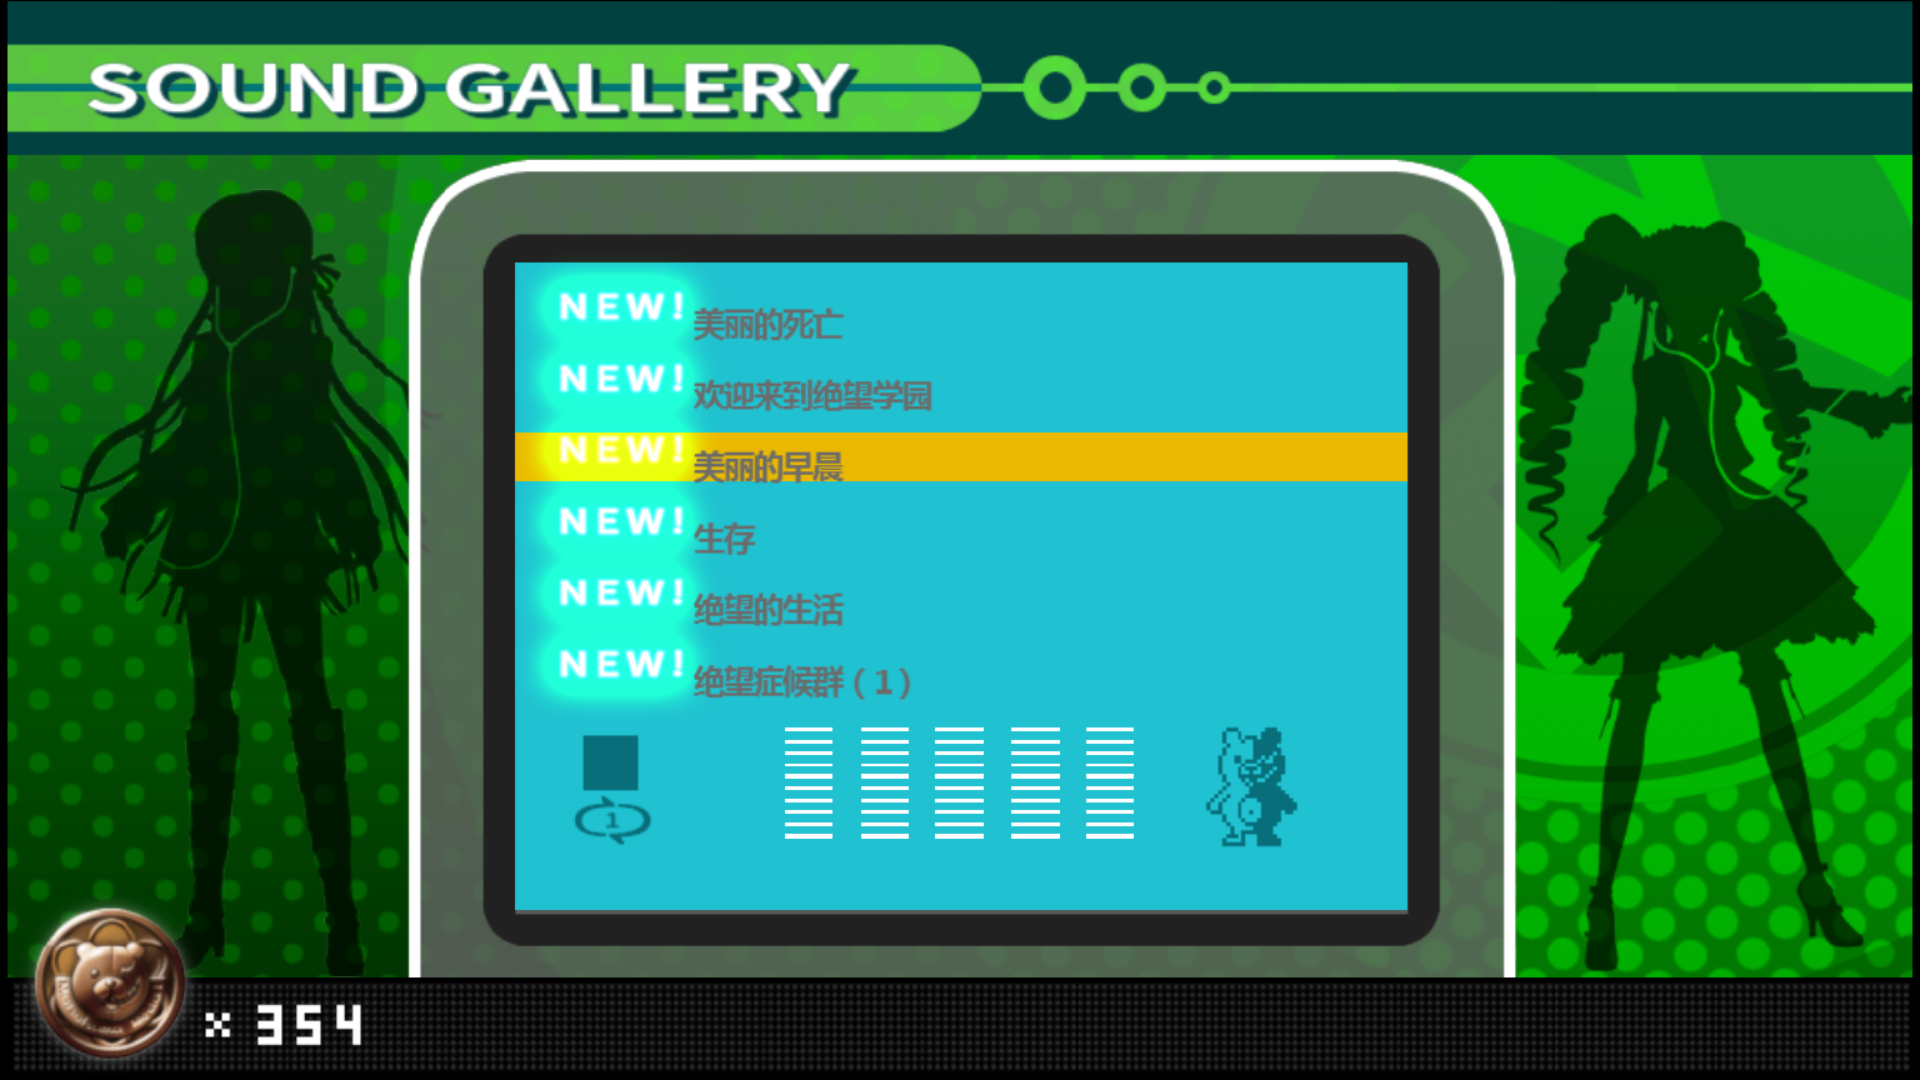 SOUND GALLERY
NEW! 美丽的死亡
NEW! 欢迎来到绝望学园
NEW! 美丽的早晨
NEW! 生存
NEW! 绝望的生活
NEW! 绝望症候群（1）
1
× 354